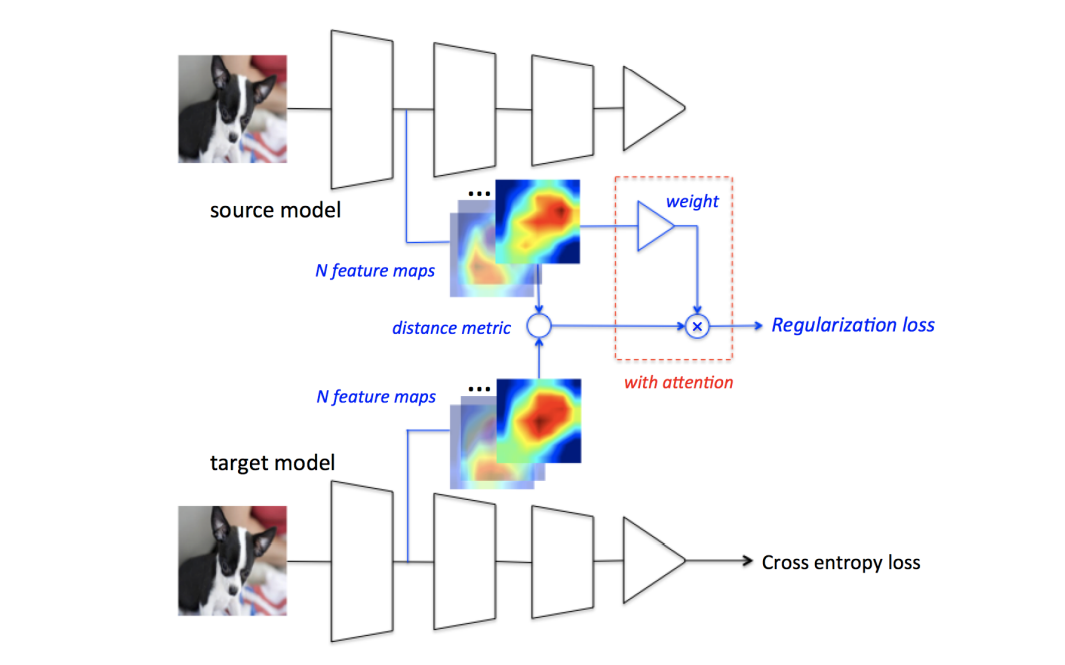 source model
...
weight
N feature maps
distance metric
×
Regularization loss
with attention
N feature maps
...
target model
Cross entropy loss